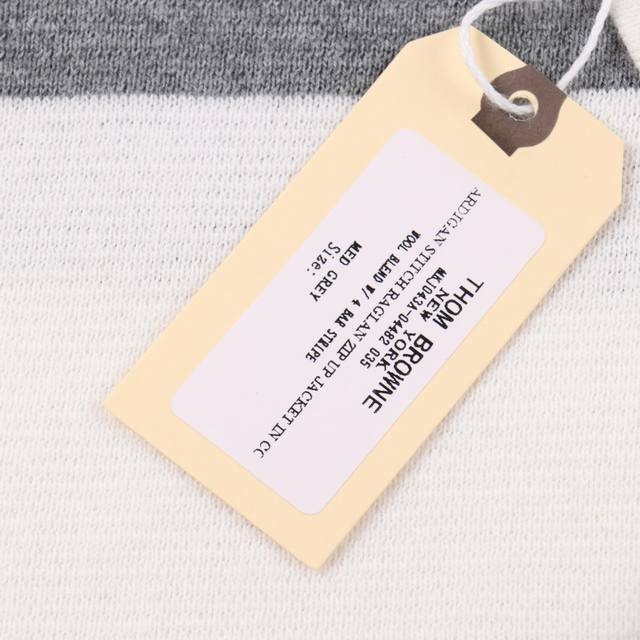 THOM BROWNE
NEW YORK
MKJ043A-04482 035
ARDIGAN STITCH RAGLAN ZIP UP JACKET IN CC
WOOL BLEND W/ 4 BAR STRIPE
MED GREY
Size: